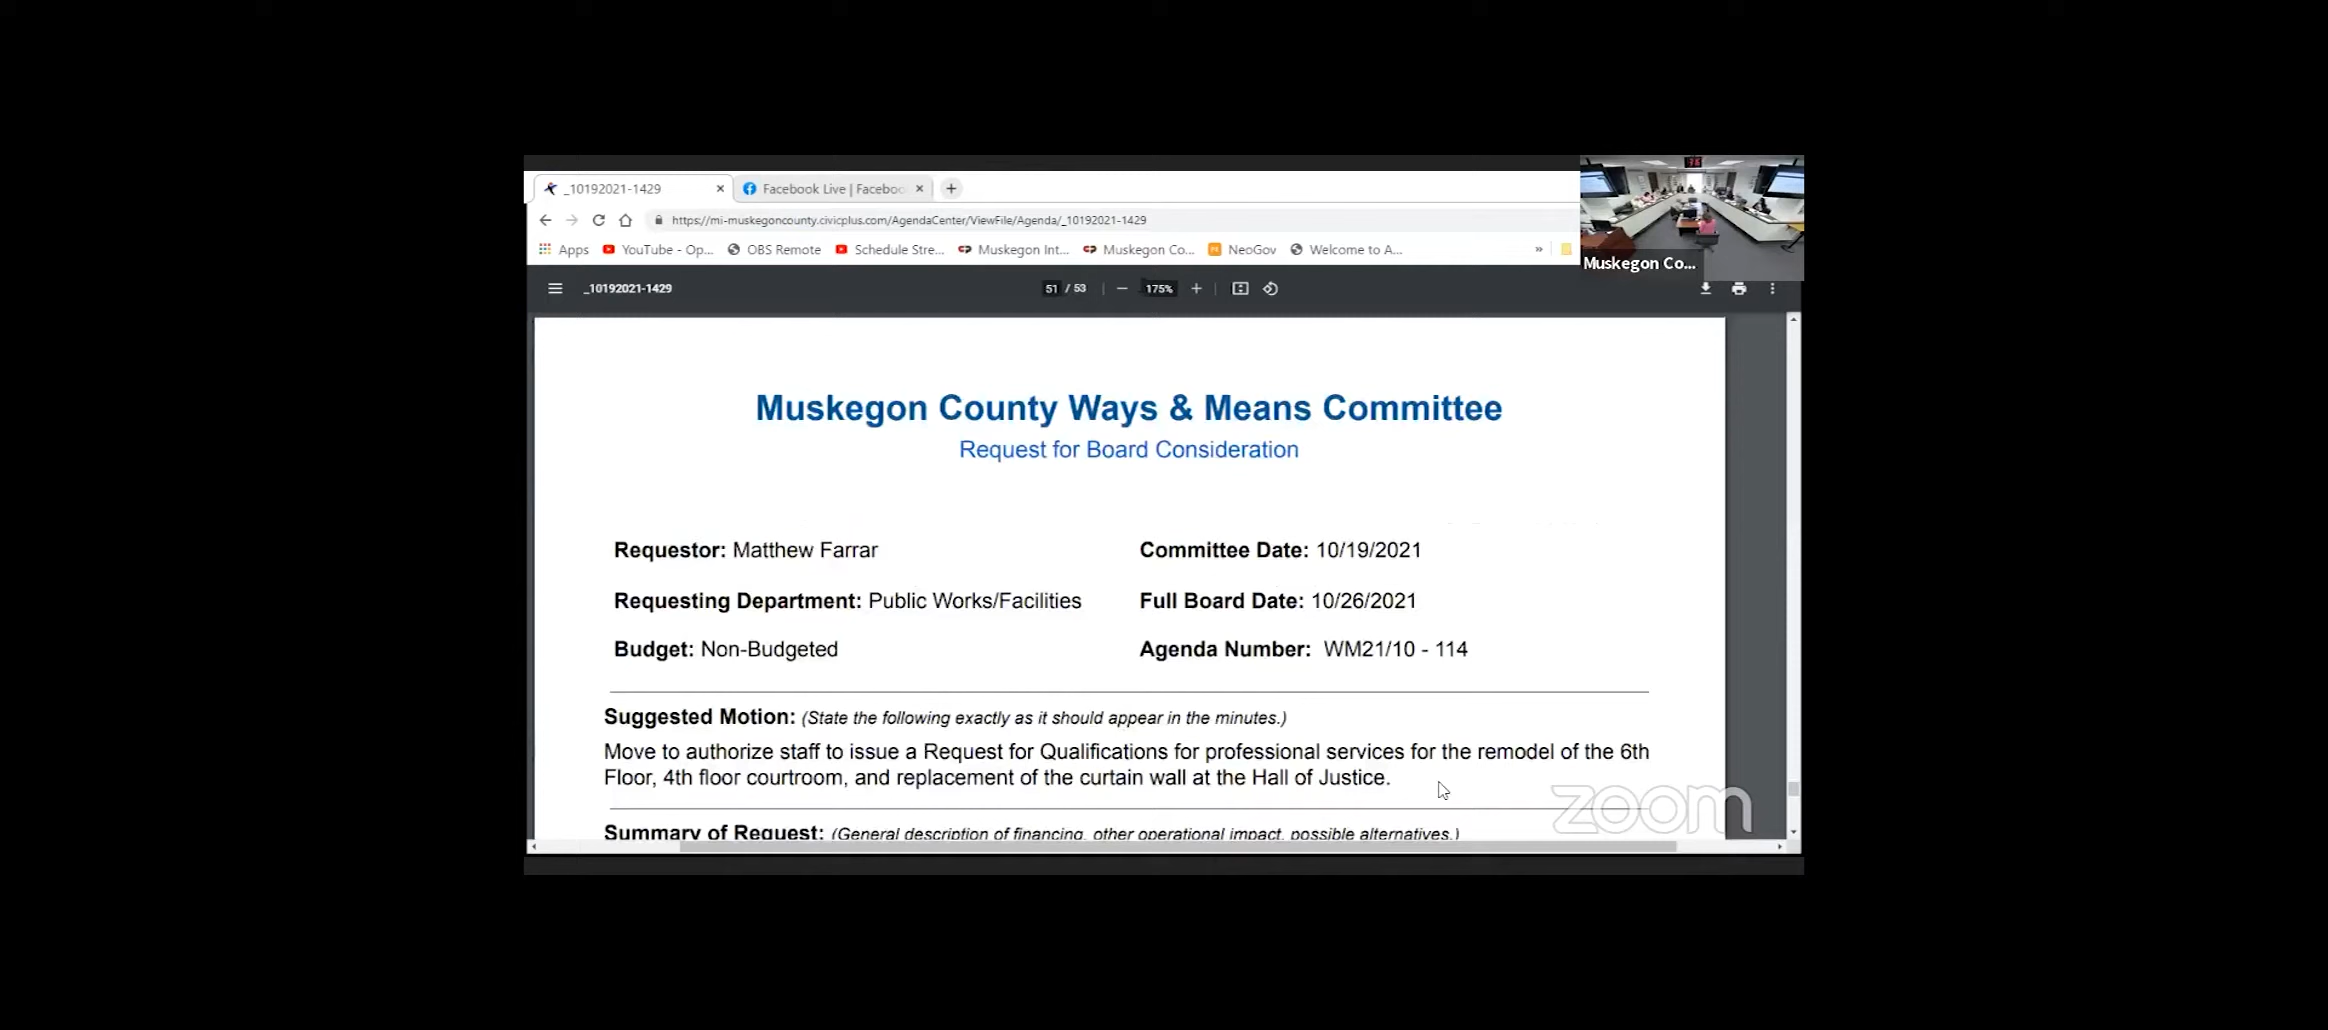 _10192021-1429
Facebook Live | Faceboo
https://mi-muskegoncounty.civicplus.com/AgendaCenter/ViewFile/Agenda/_10192021-1429
Apps YouTube - Op... OBS Remote Schedule Stre... Muskegon Int... Muskegon Co... NeoGov Welcome to A... »
Muskegon Co...
_10192021-1429 51 / 53 175%
Muskegon County Ways & Means Committee
Request for Board Consideration
Requestor: Matthew Farrar Committee Date: 10/19/2021
Requesting Department: Public Works/Facilities Full Board Date: 10/26/2021
Budget: Non-Budgeted Agenda Number: WM21/10 - 114
Suggested Motion: (State the following exactly as it should appear in the minutes.)
Move to authorize staff to issue a Request for Qualifications for professional services for the remodel of the 6th
Floor, 4th floor courtroom, and replacement of the curtain wall at the Hall of Justice.
zoom
Summary of Request: (General description of financing, other operational impact, possible alternatives.)